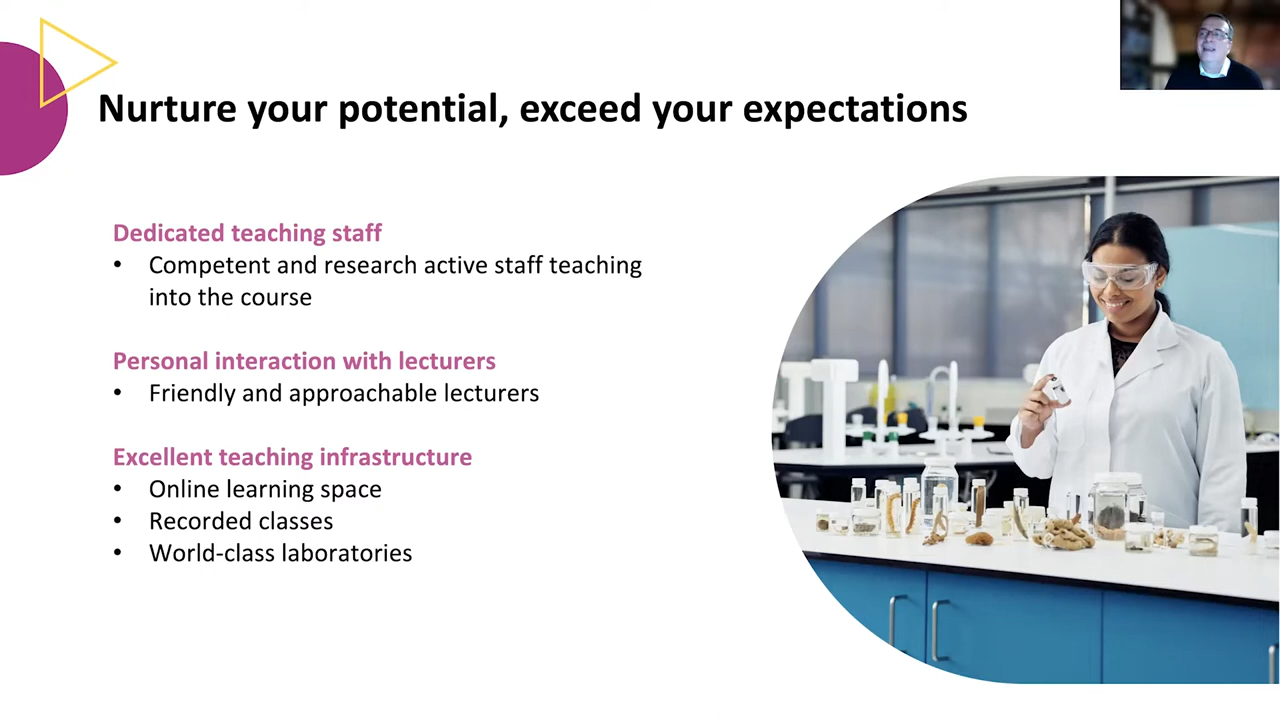 Nurture your potential, exceed your expectations
Dedicated teaching staff
• Competent and research active staff teaching
into the course
Personal interaction with lecturers
• Friendly and approachable lecturers
Excellent teaching infrastructure
• Online learning space
• Recorded classes
• World-class laboratories